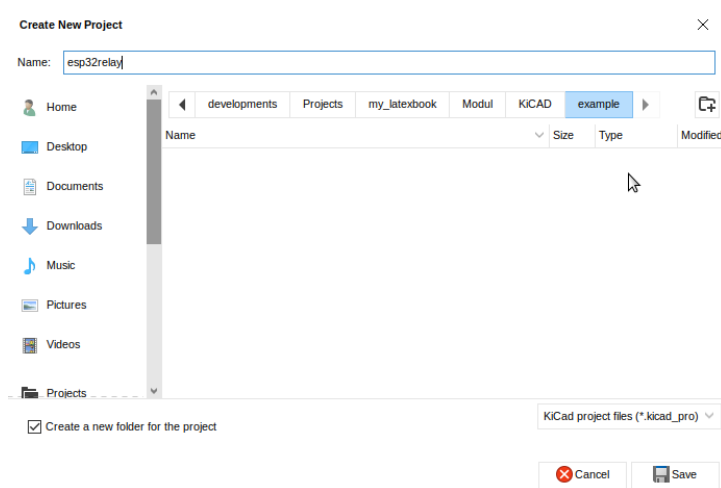 Create New Project
Name: esp32relay
Home
Desktop
Documents
Downloads
Music
Pictures
Videos
Projects
developments Projects my_latexbook Modul KiCAD example
Name Size Type Modified
Create a new folder for the project
KiCad project files (*.kicad_pro)
Cancel Save